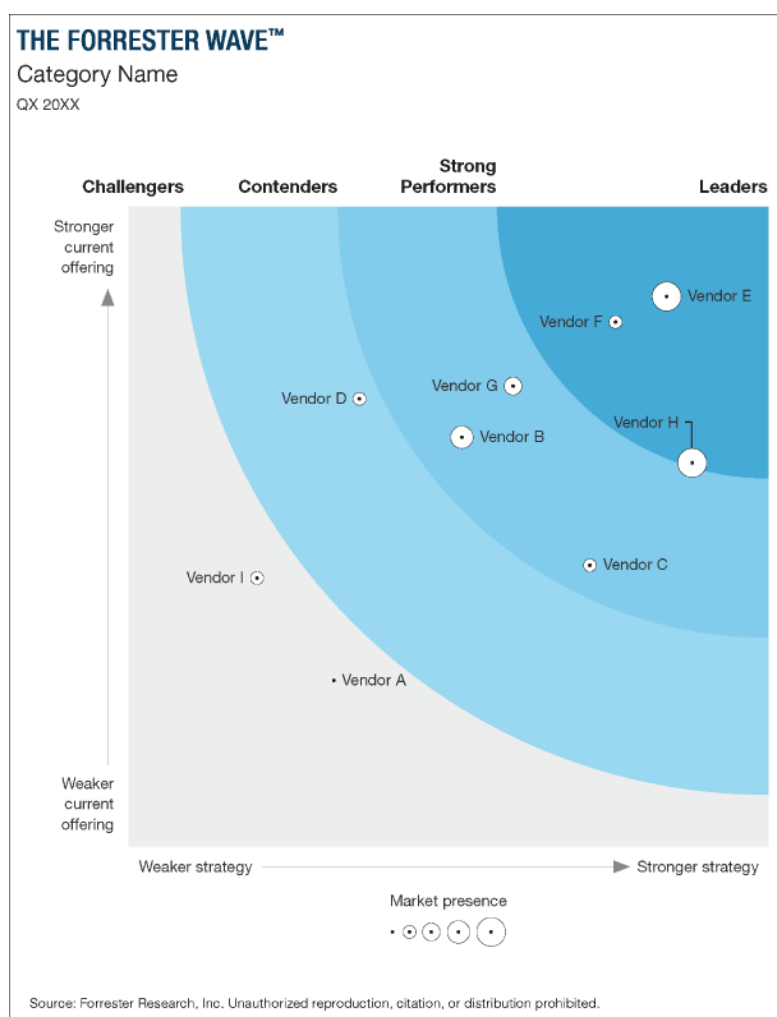 THE FORRESTER WAVE™
Category Name
QX 20XX
Challengers
Contenders
Strong
Performers
Leaders
Stronger
current
offering
Vendor E
Vendor F
Vendor G
Vendor D
Vendor H
Vendor B
Vendor C
Vendor I
Vendor A
Weaker
current
offering
Weaker strategy
Stronger strategy
Market presence
Source: Forrester Research, Inc. Unauthorized reproduction, citation, or distribution prohibited.